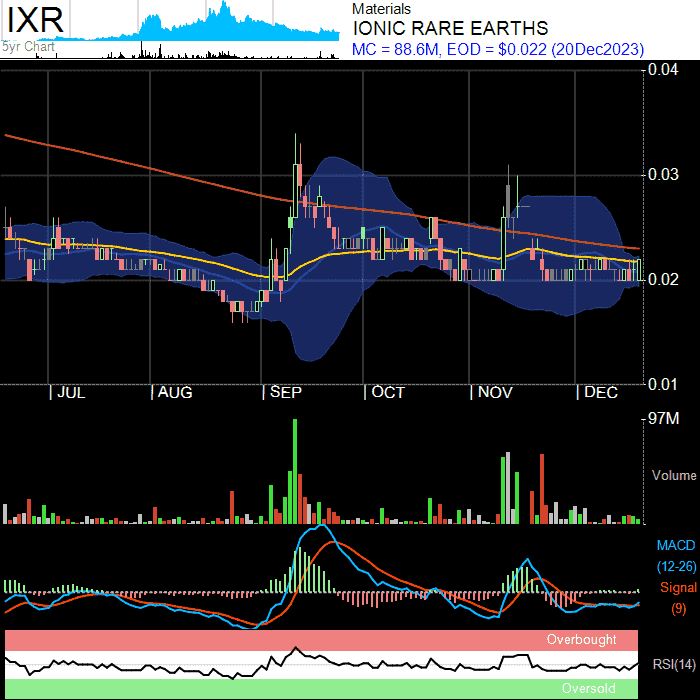 IXR
5yr Chart
Materials
IONIC RARE EARTHS
MC = 88.6M, EOD = $0.022 (20Dec2023)
0.04
0.03
0.02
0.01
JUL
AUG
SEP
OCT
NOV
DEC
97M
Volume
MACD
(12-26)
Signal
(9)
Overbought
RSI(14)
Oversold